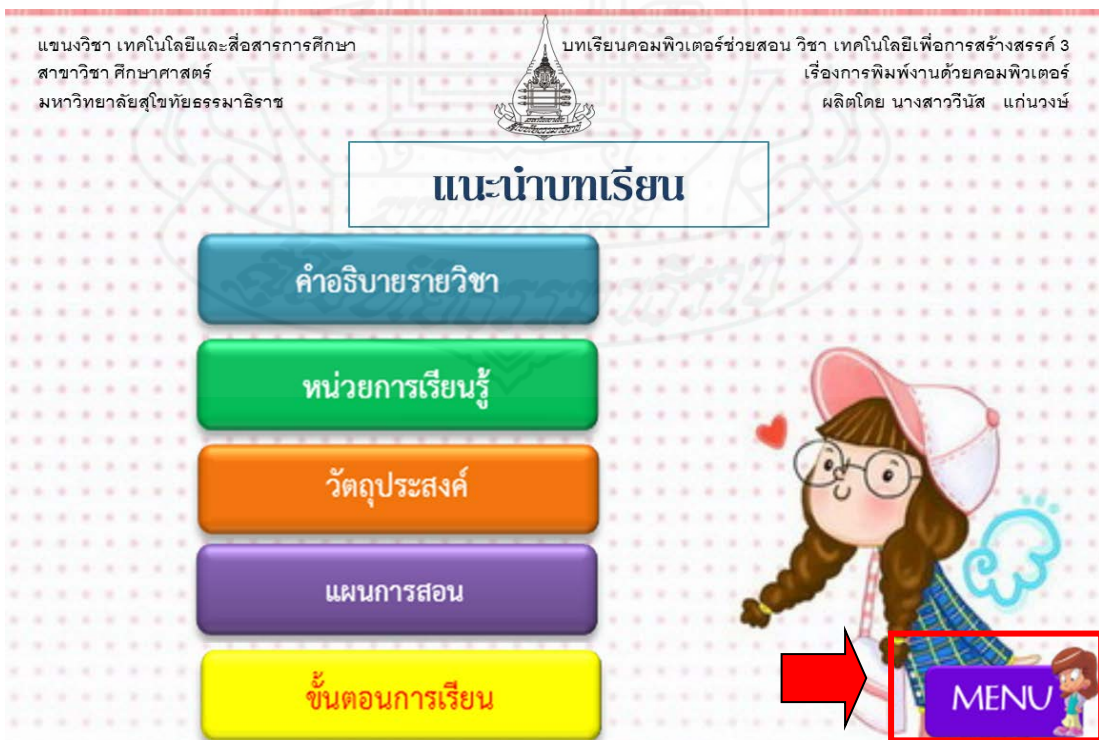 แขนงวิชา เทคโนโลยีและสื่อสารการศึกษา
สาขาวิชา ศึกษาศาสตร์
มหาวิทยาลัยสุโขทัยธรรมาธิราช
บทเรียนคอมพิวเตอร์ช่วยสอน วิชา เทคโนโลยีเพื่อการสร้างสรรค์ 3
เรื่องการพิมพ์งานด้วยคอมพิวเตอร์
ผลิตโดย นางสาววีนัส แก่นวงษ์
แนะนำบทเรียน
คำอธิบายรายวิชา
หน่วยการเรียนรู้
วัตถุประสงค์
แผนการสอน
ขั้นตอนการเรียน
MENU